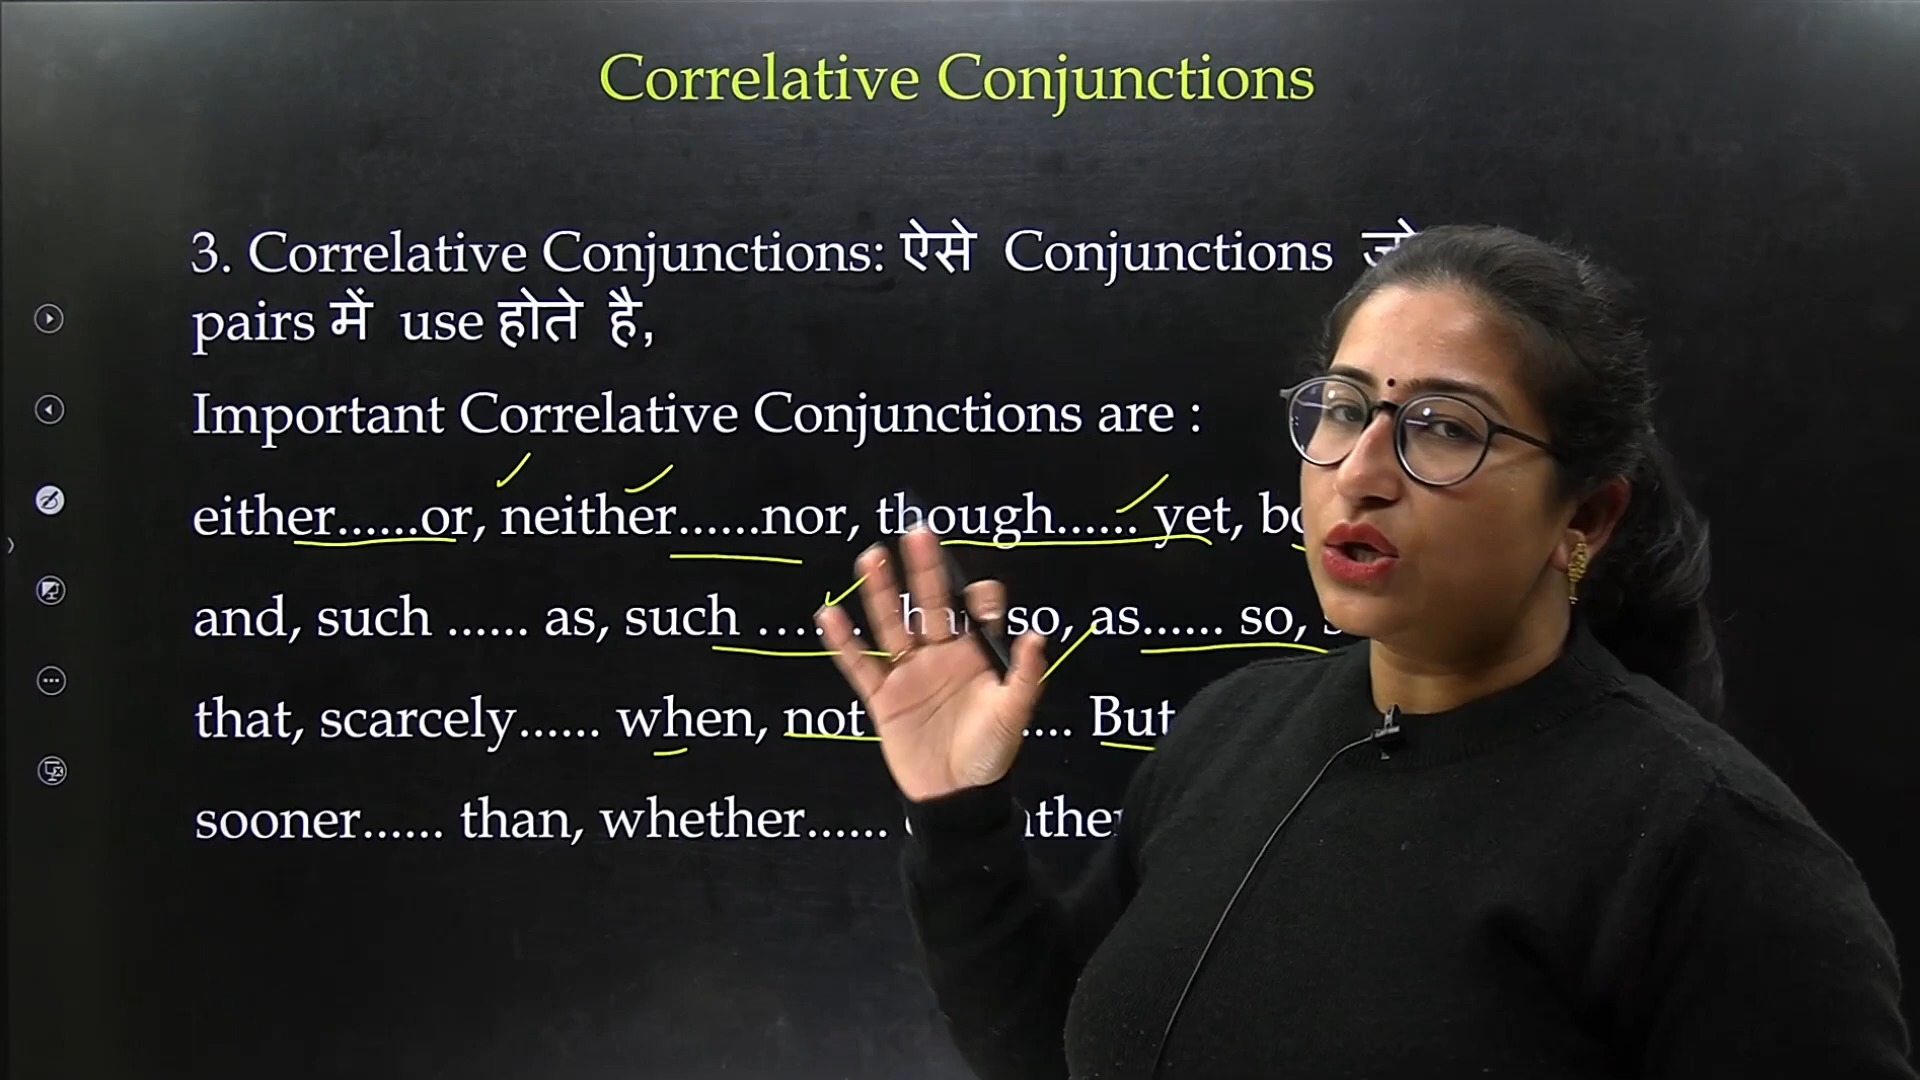 Correlative Conjunctions
3. Correlative Conjunctions: ऐसे Conjunctions जो
pairs में use होते है,
Important Correlative Conjunctions are :
either......or, neither......nor, though...... yet,
and, such ...... as, such ...... so, as...... so,
that, scarcely...... when, not .... But
sooner...... than, whether......